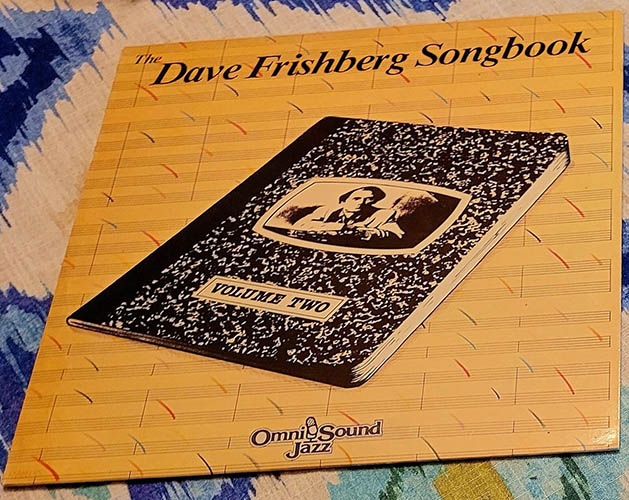 The Dave Frishberg Songbook
VOLUME TWO
Omni Sound
Jazz